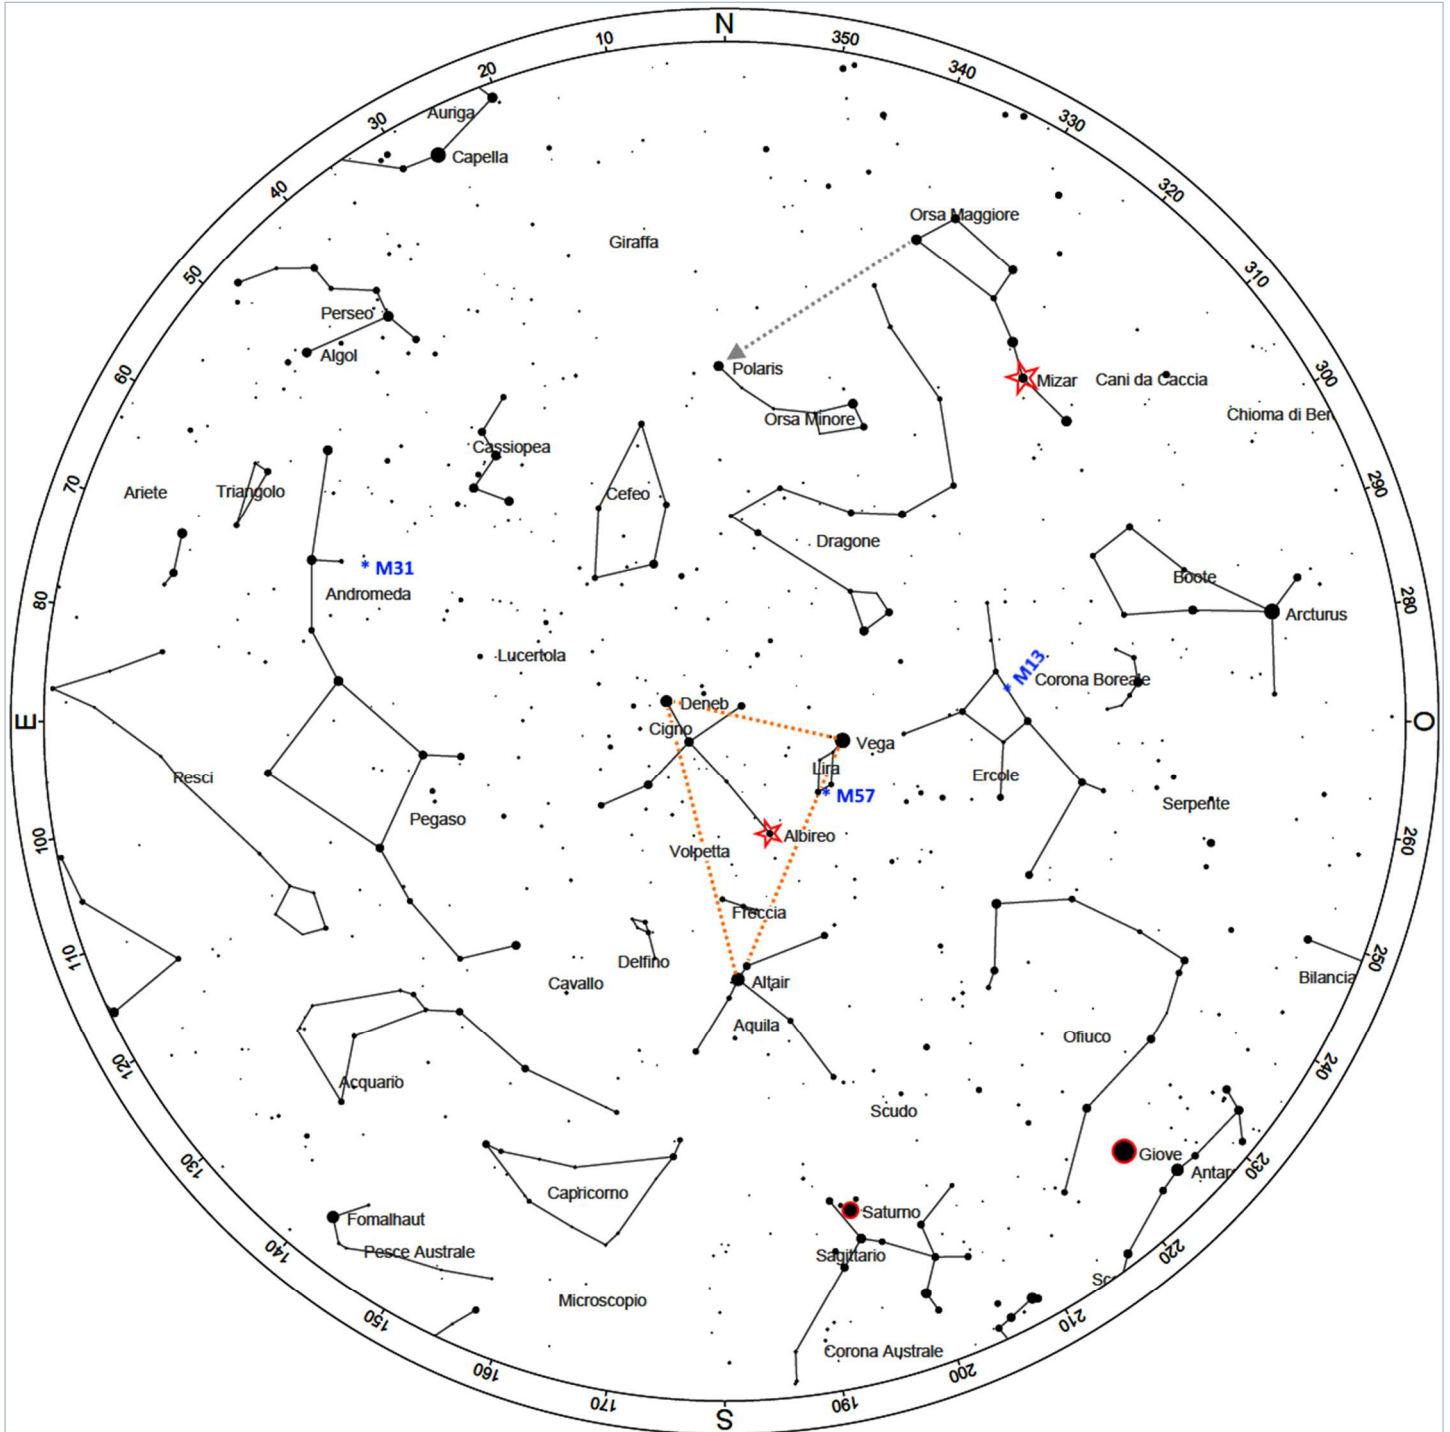 N
10
350
20
340
Auriga
30
330
Capella
40
320
Orsa Maggiore
Giraffa
50
310
Perseo
Algol
Polaris
60
300
Mizar
Cani da Caccia
Chioma di Ber
Orsa Minore
Cassiopea
70
290
Ariete
Triangolo
Cefeo
Dragone
* M31
Boote
Andromeda
80
280
Arcturus
Lucertola
* M13
Corona Boreale
Deneb
E
O
Cigno
Vega
Lira
Ercole
Pesci
* M57
Serpente
Pegaso
Albireo
100
260
Volpetta
Freccia
110
250
Delfino
Bilancia
Cavallo
Altair
Aquila
Ofiuco
120
240
Acquario
Scudo
Giove
130
230
Antar
Capricorno
Saturno
Fomalhaut
140
220
Pesce Australe
Sagittario
Sc
Microscopio
150
210
Corona Australe
160
200
170
190
S